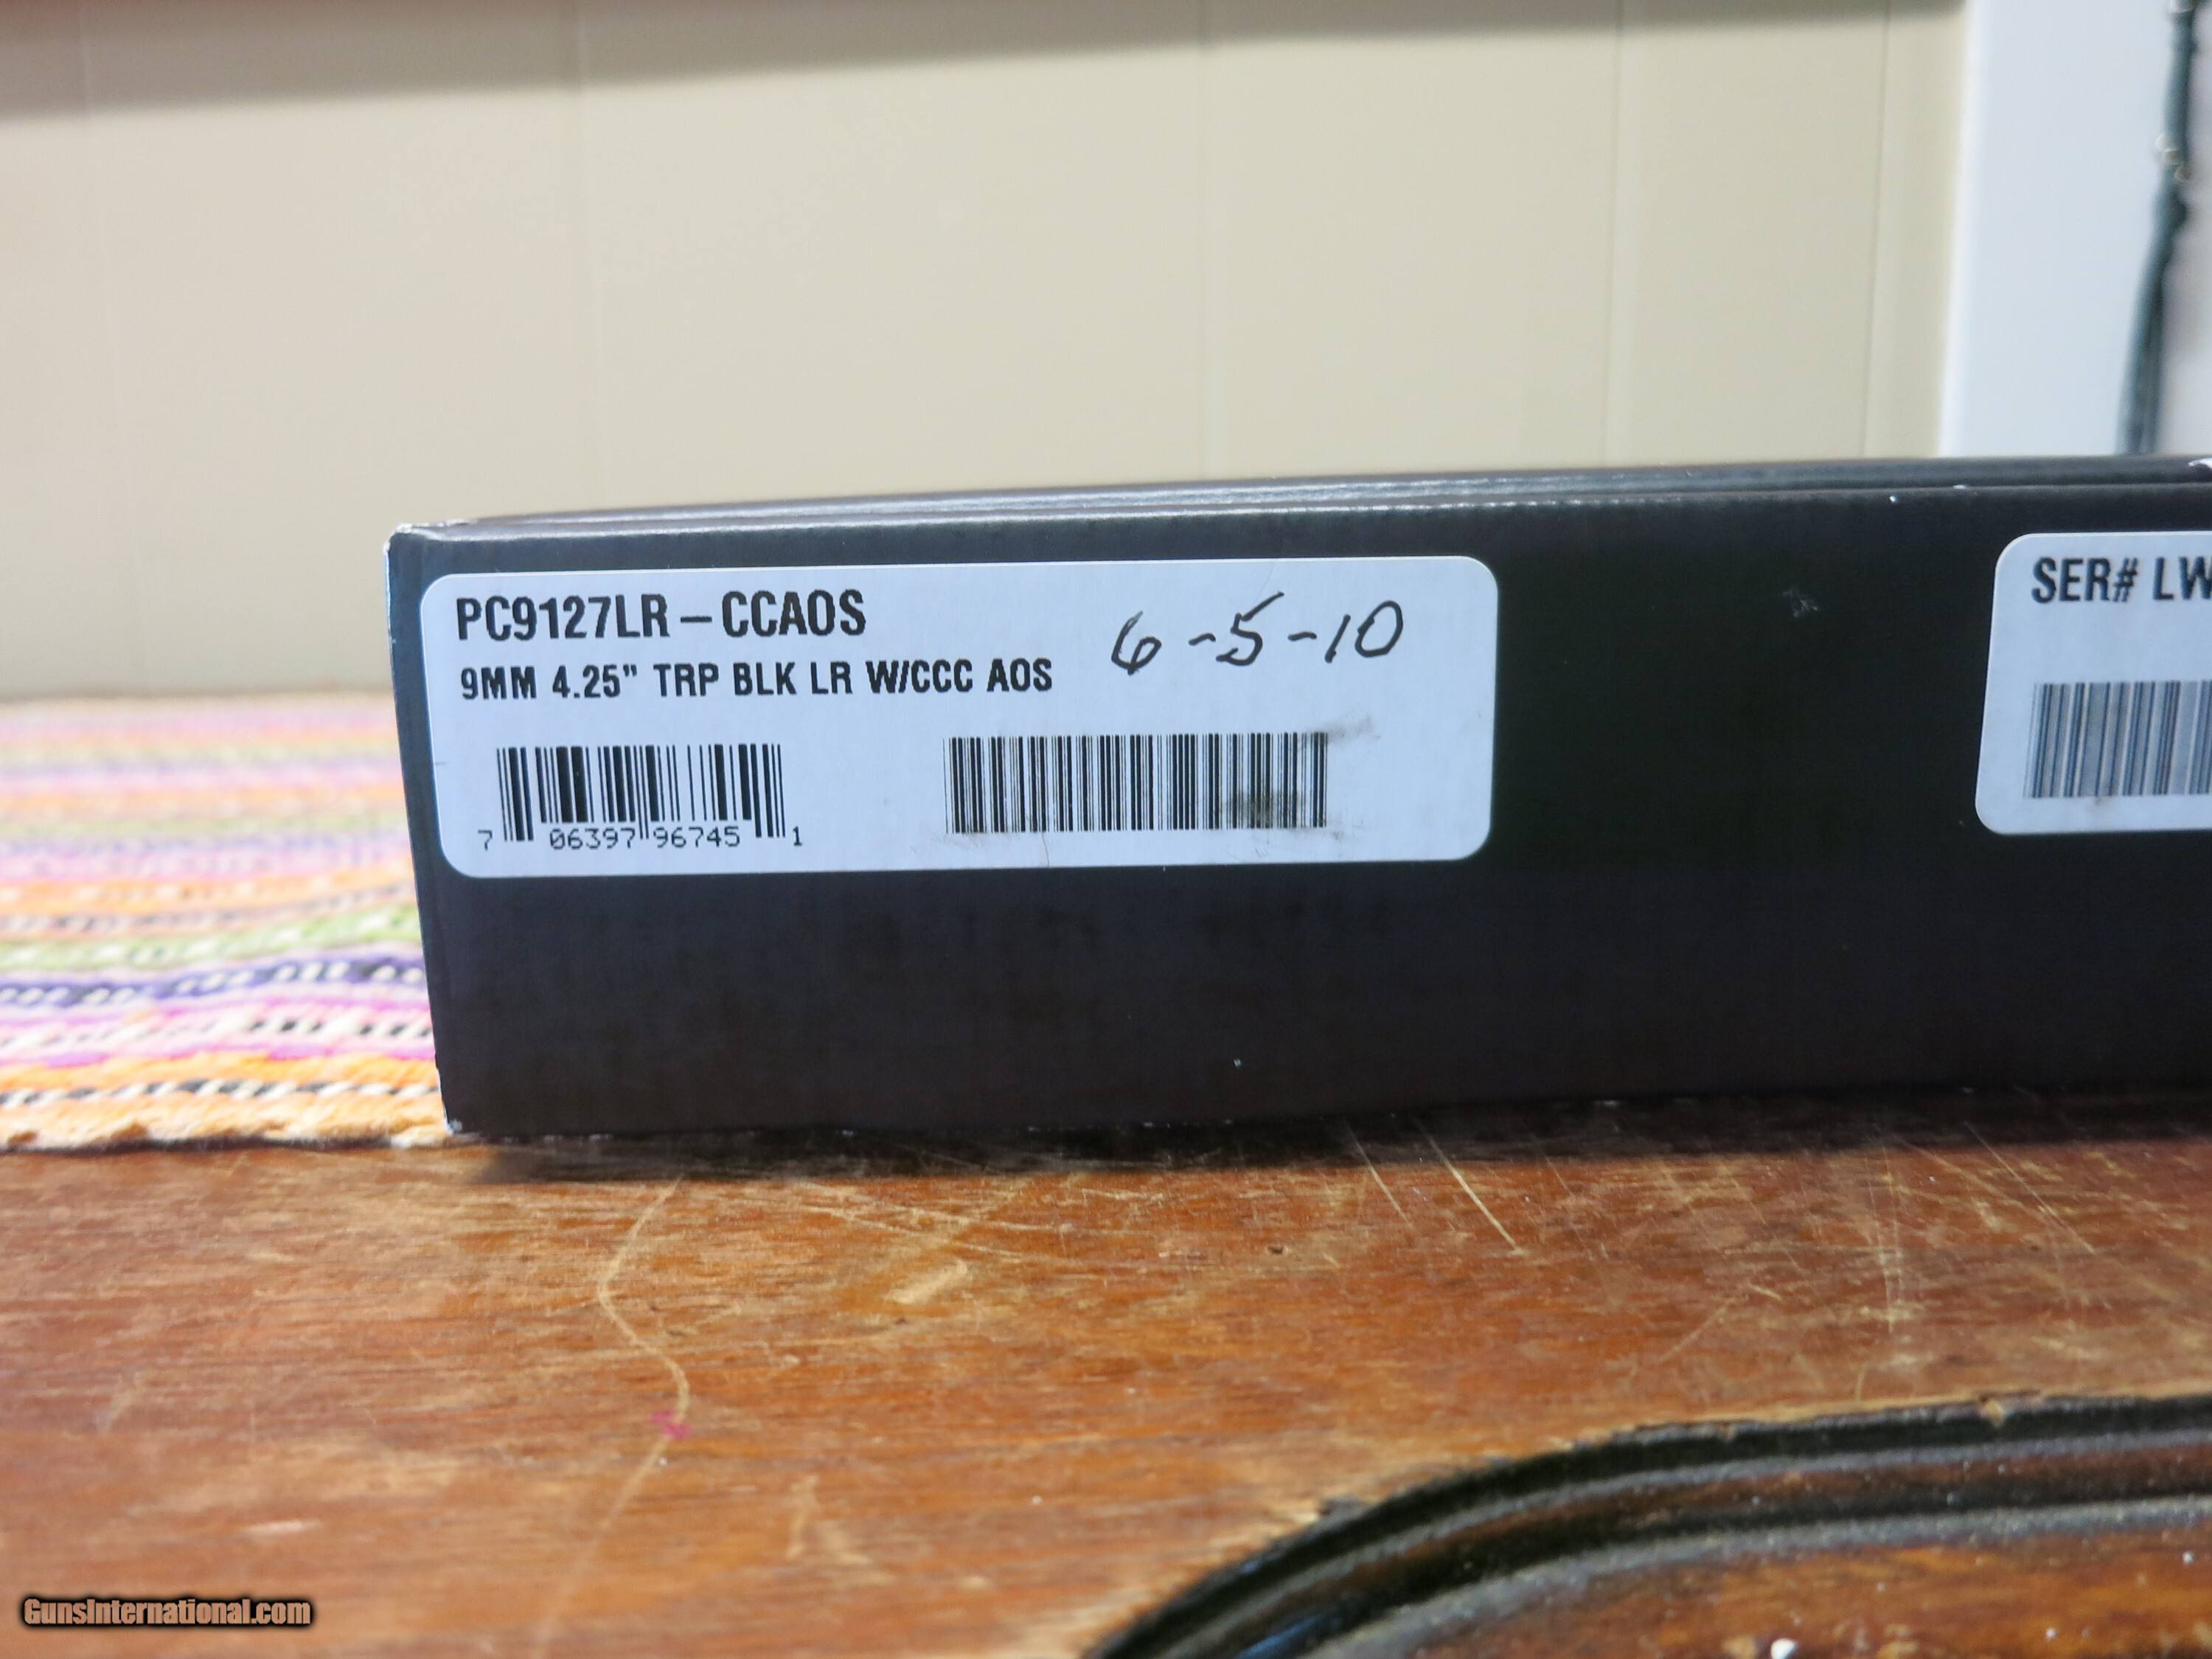 PC9127LR – CCAOS
9MM 4.25" TRP BLK LR W/CCC AOS
6-5-10
7 06397 96745 1
SER# LW
GunsInternational.com